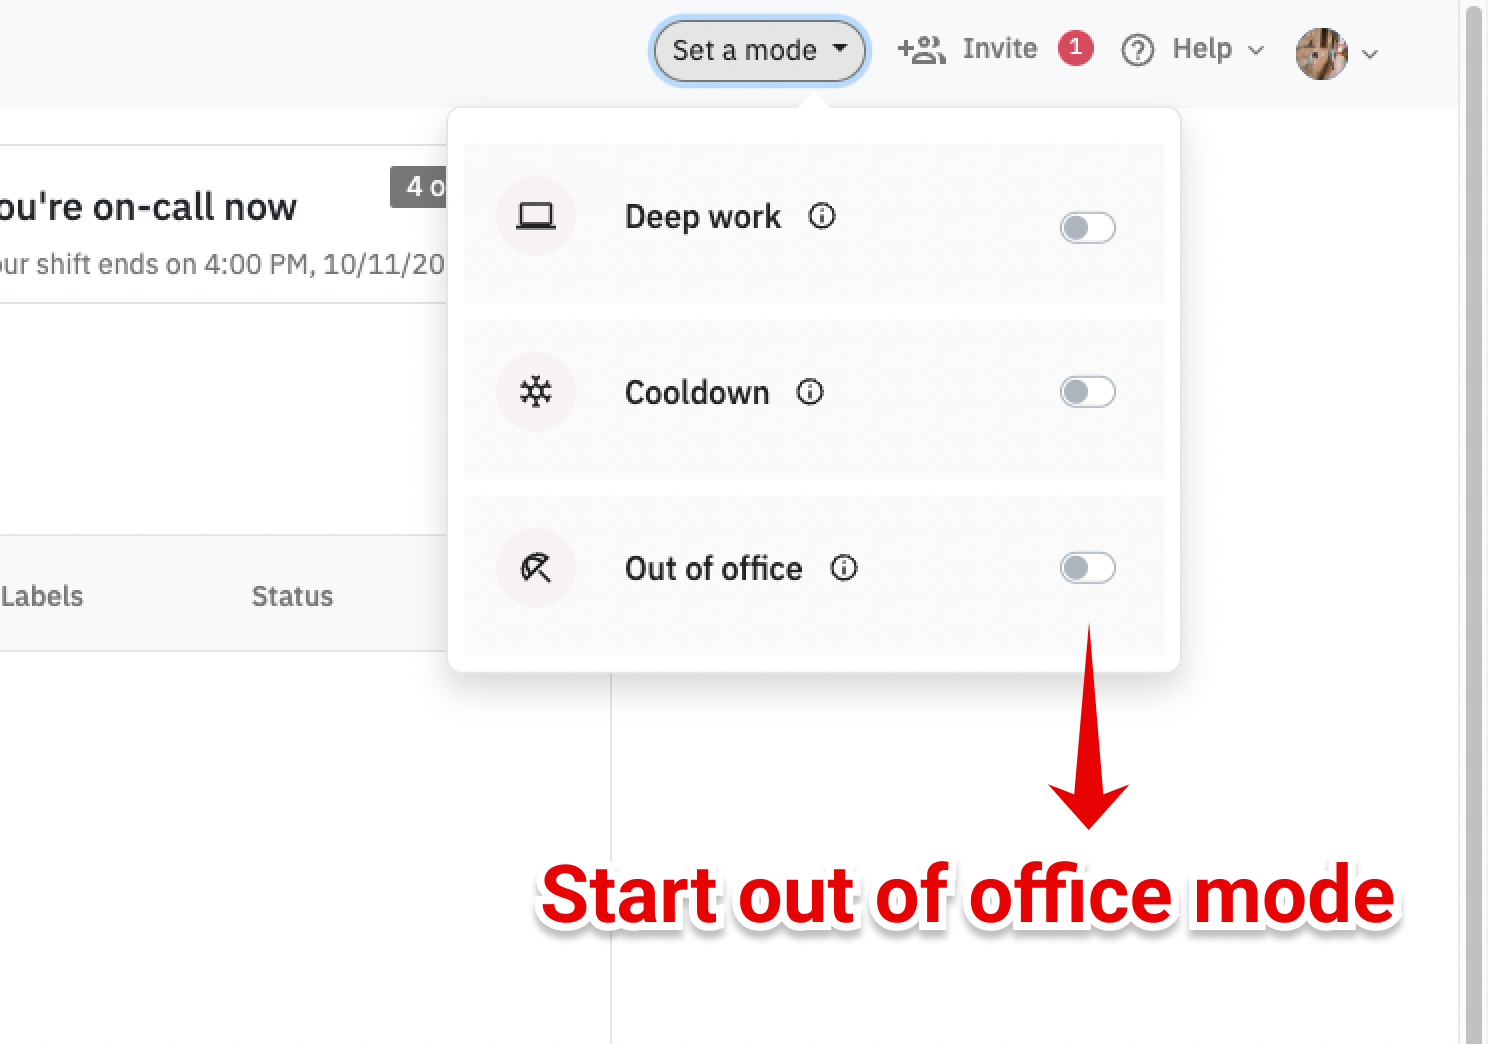 Set a mode
Invite
1
Help
ou're on-call now
4 o
our shift ends on 4:00 PM, 10/11/20
Deep work
Cooldown
Out of office
Labels
Status
Start out of office mode